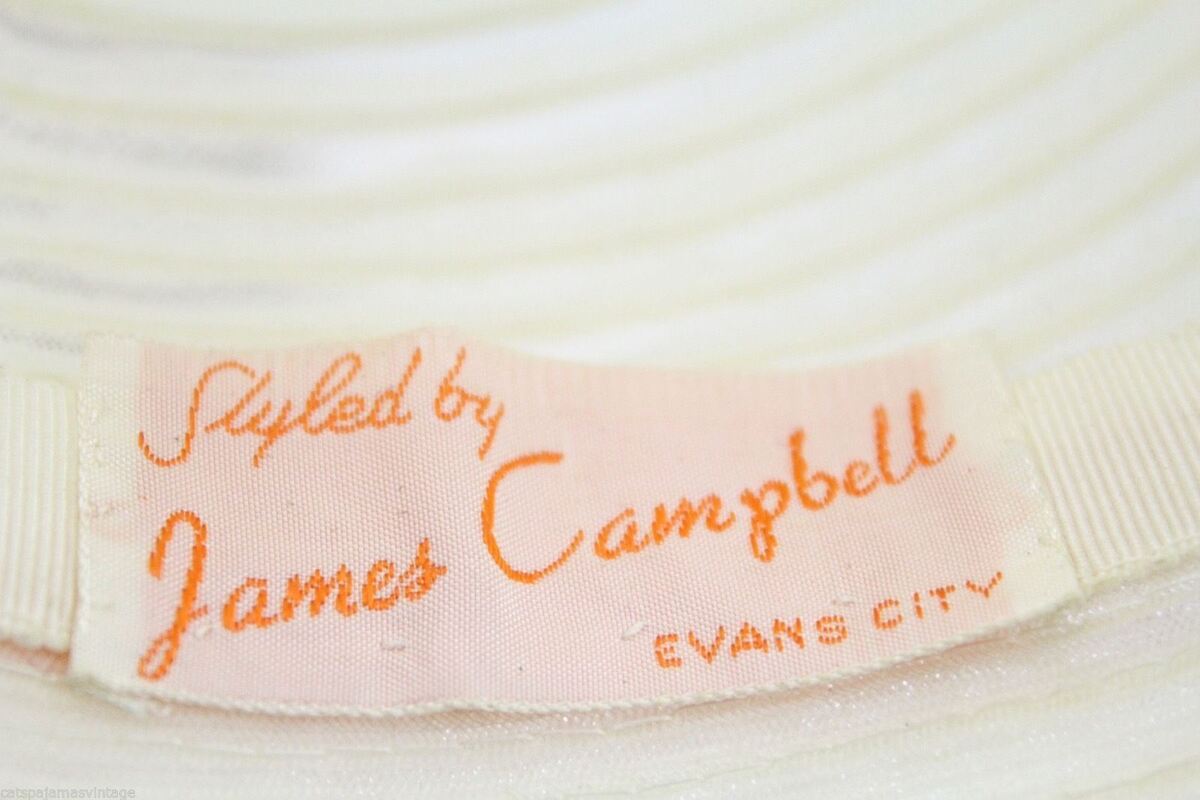 Styled by
James Campbell
EVANS CITY
catspajamasvintage